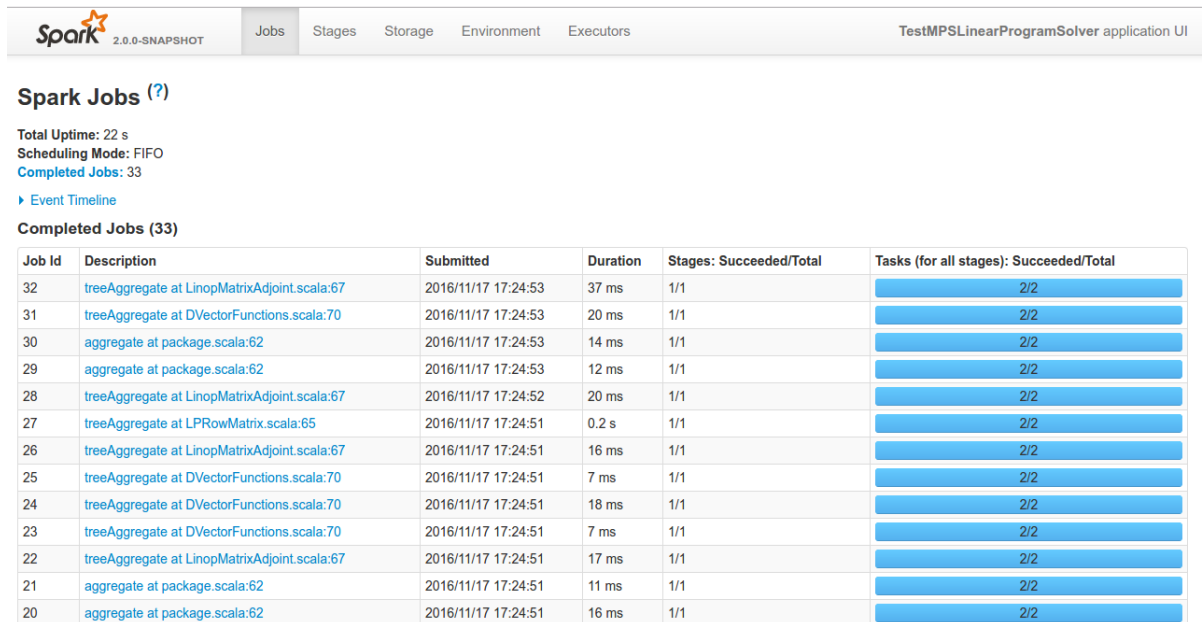 Spark 2.0.0-SNAPSHOT Jobs Stages Storage Environment Executors TestMPSLinearProgramSolver application UI
Spark Jobs (?)
Total Uptime: 22 s
Scheduling Mode: FIFO
Completed Jobs: 33
Event Timeline
Completed Jobs (33)
Job Id Description Submitted Duration Stages: Succeeded/Total Tasks (for all stages): Succeeded/Total
32 treeAggregate at LinopMatrixAdjoint.scala:67 2016/11/17 17:24:53 37 ms 1/1 2/2
31 treeAggregate at DVectorFunctions.scala:70 2016/11/17 17:24:53 20 ms 1/1 2/2
30 aggregate at package.scala:62 2016/11/17 17:24:53 14 ms 1/1 2/2
29 aggregate at package.scala:62 2016/11/17 17:24:53 12 ms 1/1 2/2
28 treeAggregate at LinopMatrixAdjoint.scala:67 2016/11/17 17:24:52 20 ms 1/1 2/2
27 treeAggregate at LPRowMatrix.scala:65 2016/11/17 17:24:51 0.2 s 1/1 2/2
26 treeAggregate at LinopMatrixAdjoint.scala:67 2016/11/17 17:24:51 16 ms 1/1 2/2
25 treeAggregate at DVectorFunctions.scala:70 2016/11/17 17:24:51 7 ms 1/1 2/2
24 treeAggregate at DVectorFunctions.scala:70 2016/11/17 17:24:51 18 ms 1/1 2/2
23 treeAggregate at DVectorFunctions.scala:70 2016/11/17 17:24:51 7 ms 1/1 2/2
22 treeAggregate at LinopMatrixAdjoint.scala:67 2016/11/17 17:24:51 17 ms 1/1 2/2
21 aggregate at package.scala:62 2016/11/17 17:24:51 11 ms 1/1 2/2
20 aggregate at package.scala:62 2016/11/17 17:24:51 16 ms 1/1 2/2